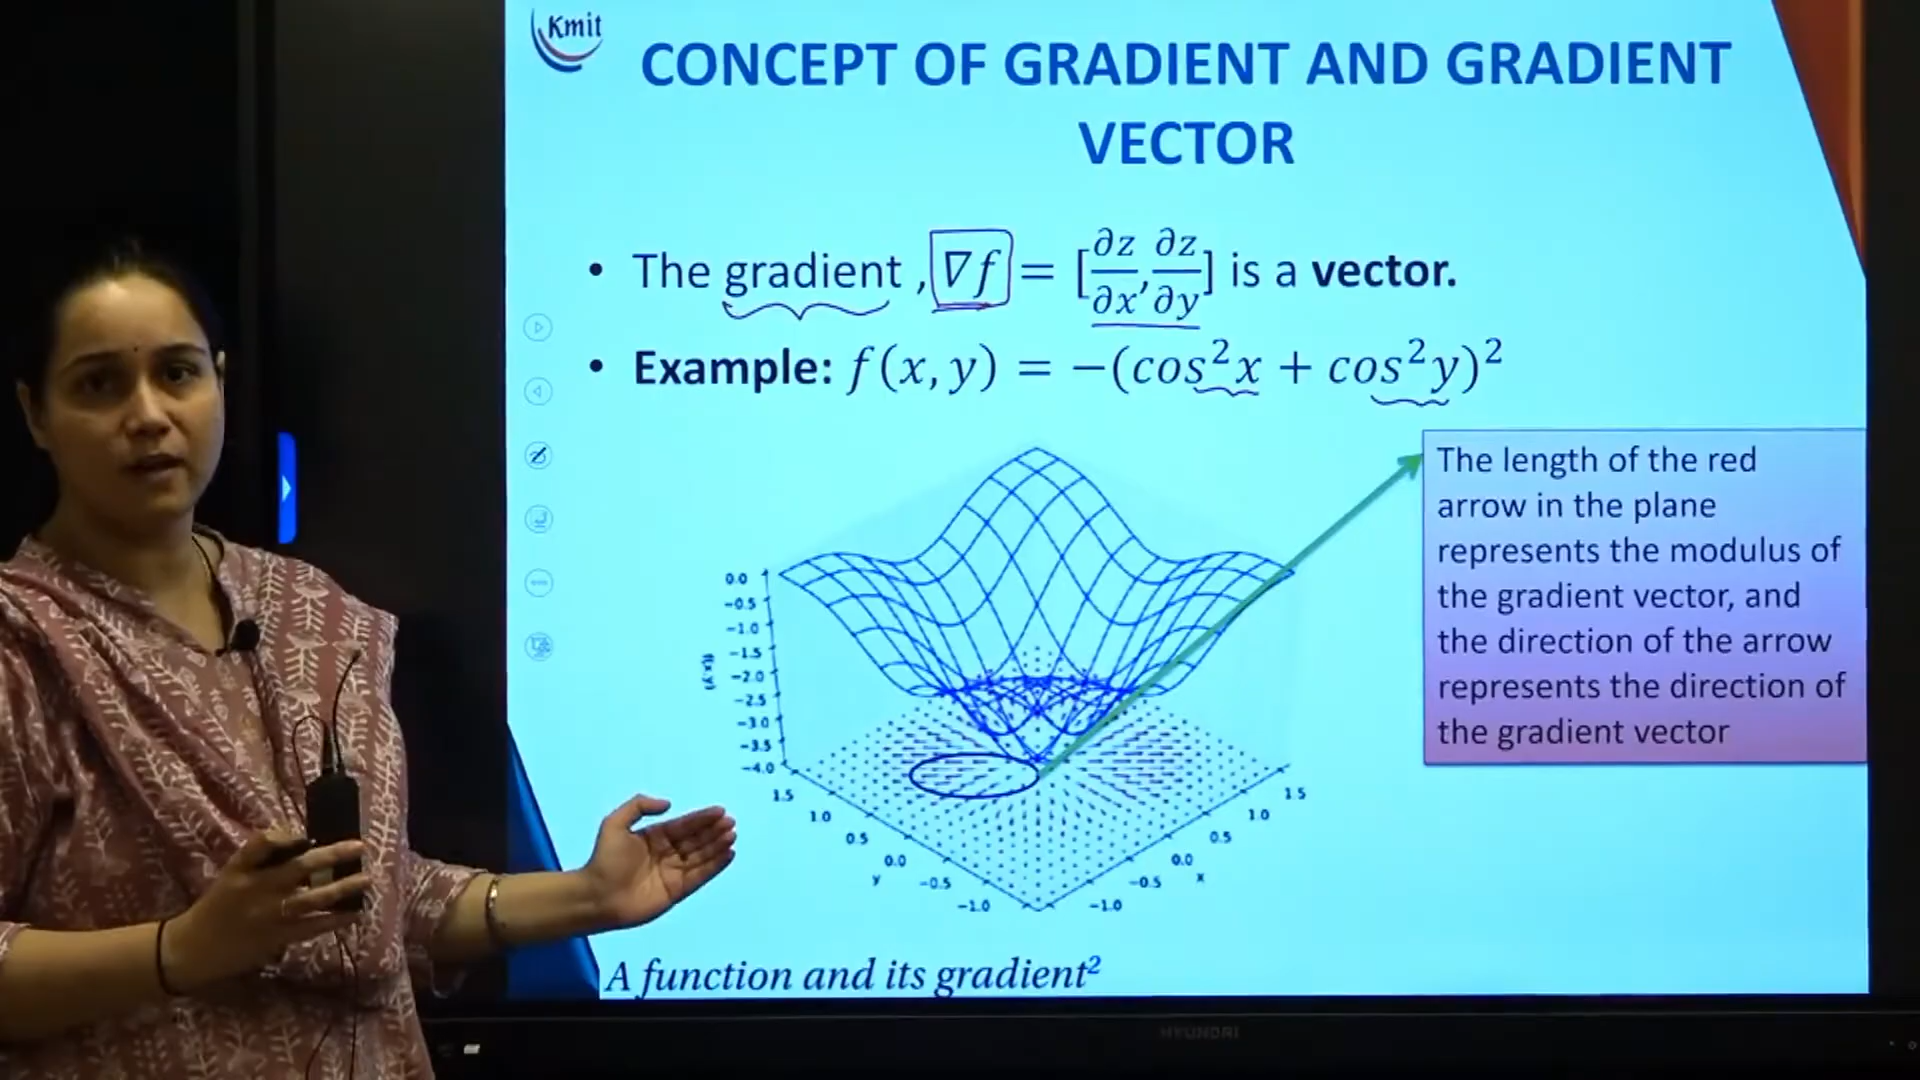 Kmit
CONCEPT OF GRADIENT AND GRADIENT
VECTOR
• The gradient , ∇f = [∂z/∂x, ∂z/∂y] is a vector.
• Example: f(x, y) = −(cos²x + cos²y)²
The length of the red
arrow in the plane
represents the modulus of
the gradient vector, and
the direction of the arrow
represents the direction of
the gradient vector
0.0
−0.5
−1.0
−1.5
−2.0
−2.5
−3.0
−3.5
−4.0
f(x,y)
1.5
1.0
0.5
0.0
−0.5
−1.0
y
1.5
1.0
0.5
0.0
−0.5
−1.0
x
A function and its gradient²
HYUNDAI